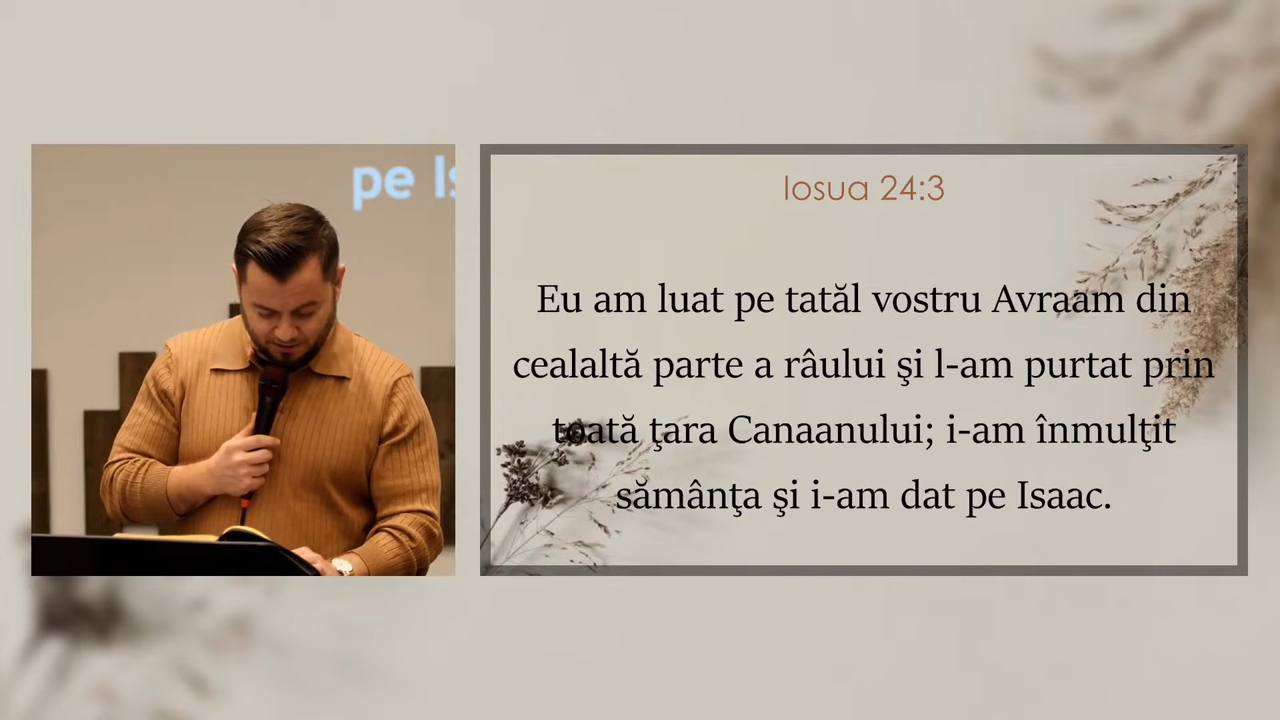 pe Is
Iosua 24:3
Eu am luat pe tatăl vostru Avraam din
cealaltă parte a râului şi l-am purtat prin
toată ţara Canaanului; i-am înmulţit
sămânţa şi i-am dat pe Isaac.